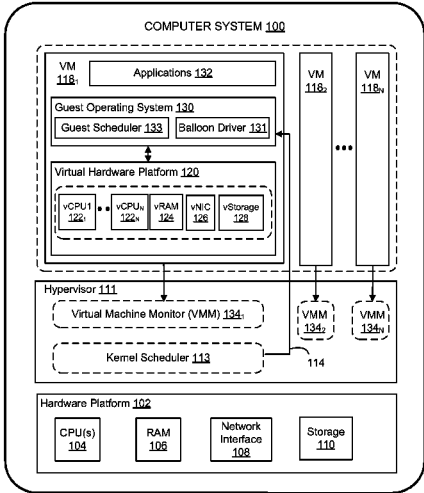 COMPUTER SYSTEM 100
VM
118₁
Applications 132
VM
118₂
VM
118N
Guest Operating System 130
Guest Scheduler 133
Balloon Driver 131
Virtual Hardware Platform 120
vCPU1
122₁
vCPUN
122N
vRAM
124
vNIC
126
vStorage
128
Hypervisor 111
Virtual Machine Monitor (VMM) 134₁
VMM
134₂
VMM
134N
Kernel Scheduler 113
114
Hardware Platform 102
CPU(s)
104
RAM
106
Network
Interface
108
Storage
110